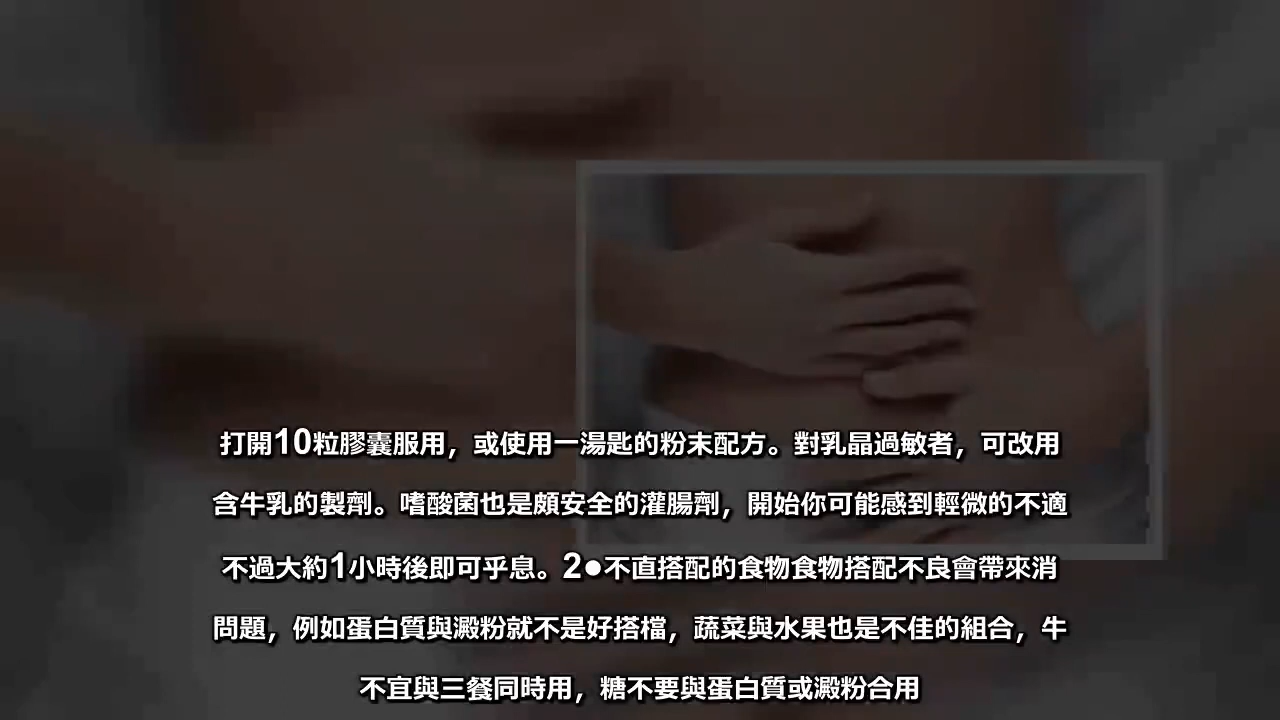 打開10粒膠囊服用，或使用一湯匙的粉末配方。對乳晶過敏者，可改用
含牛乳的製劑。嗜酸菌也是頗安全的灌腸劑，開始你可能感到輕微的不適
不過大約1小時後即可乎息。2●不直搭配的食物食物搭配不良會帶來消
問題，例如蛋白質與澱粉就不是好搭檔，蔬菜與水果也是不佳的組合，牛
不宜與三餐同時用，糖不要與蛋白質或澱粉合用